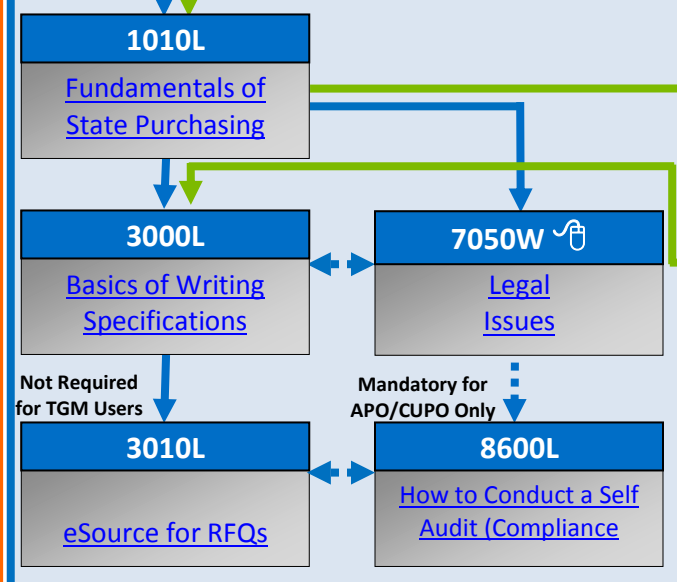 1010L
Fundamentals of
State Purchasing
3000L
Basics of Writing
Specifications
7050W
Legal
Issues
Not Required
for TGM Users
Mandatory for
APO/CUPO Only
3010L
eSource for RFQs
8600L
How to Conduct a Self
Audit (Compliance